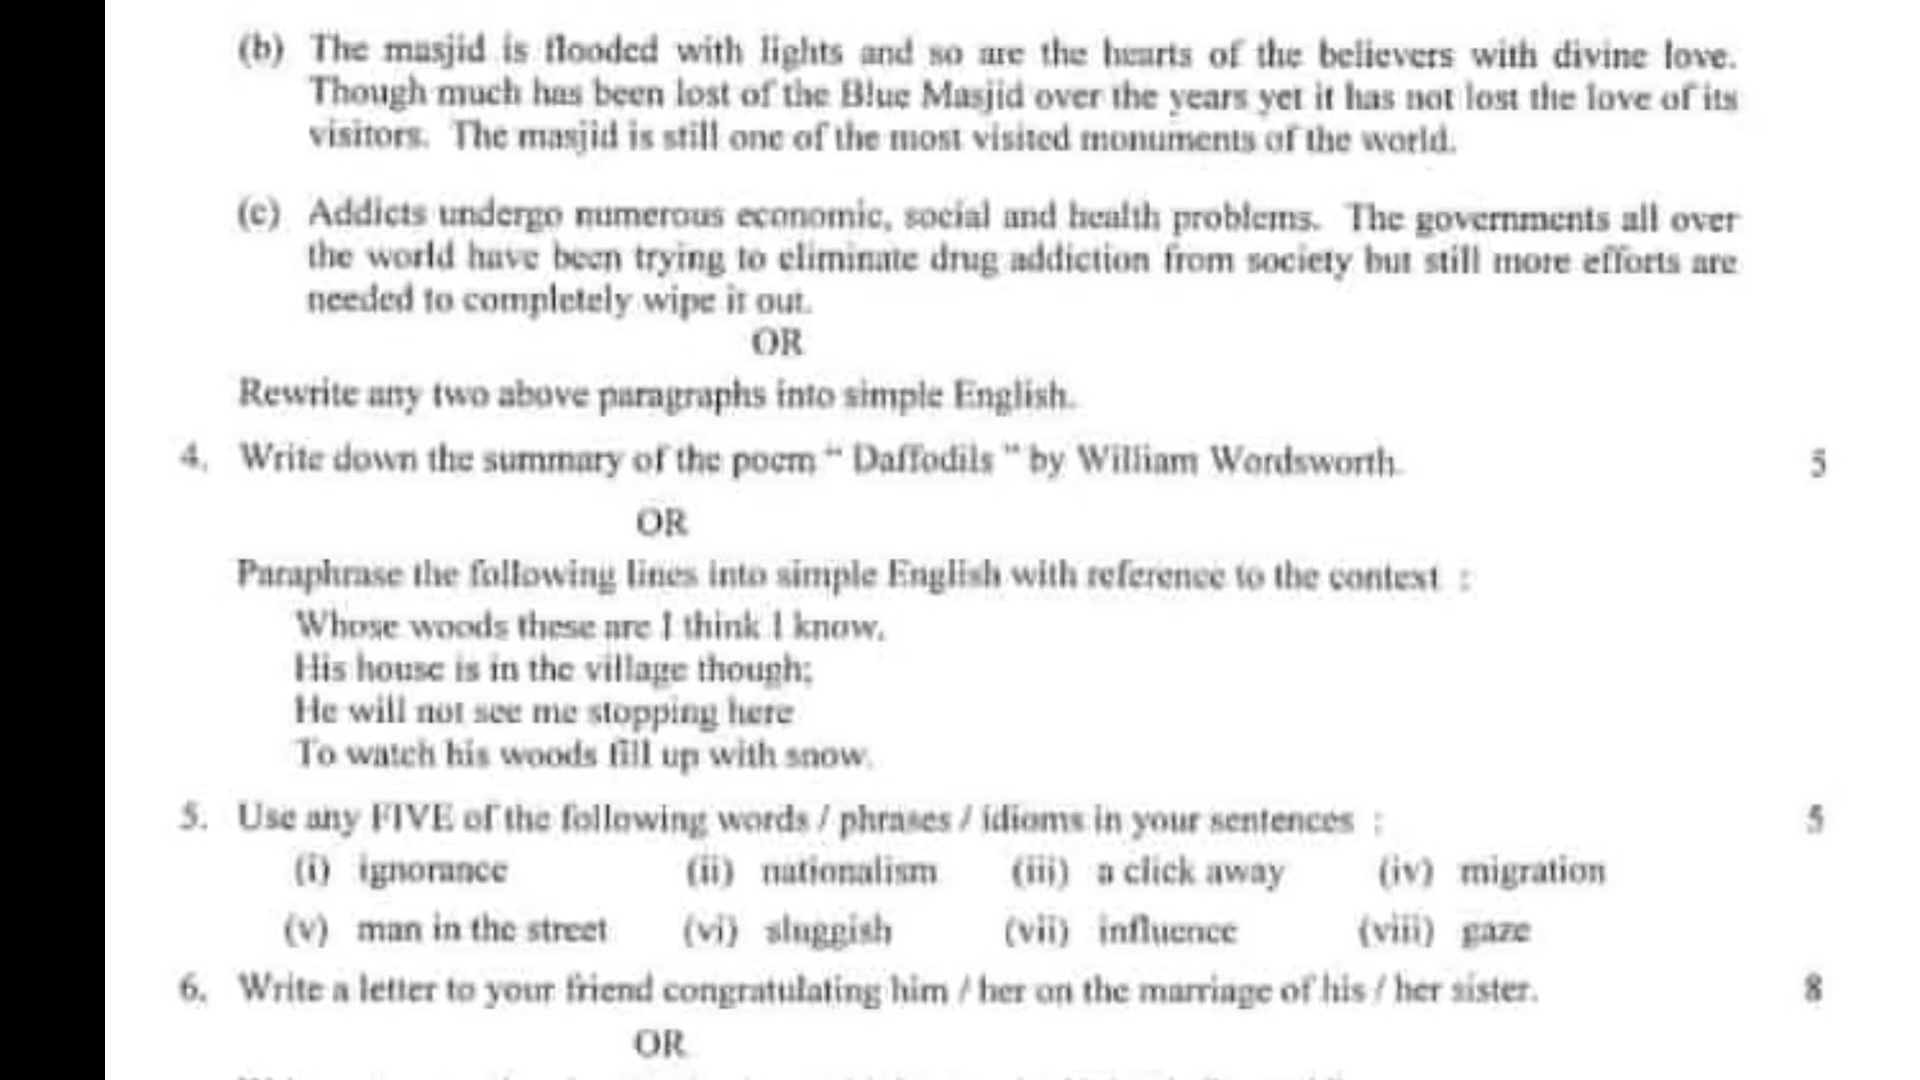 (b) The masjid is flooded with lights and so are the hearts of the believers with divine love.
Though much has been lost of the Blue Masjid over the years yet it has not lost the love of its
visitors. The masjid is still one of the most visited monuments of the world.
(c) Addicts undergo numerous economic, social and health problems. The governments all over
the world have been trying to eliminate drug addiction from society but still more efforts are
needed to completely wipe it out.
OR
Rewrite any two above paragraphs into simple English.
4. Write down the summary of the poem “ Daffodils ” by William Wordsworth. 5
OR
Paraphrase the following lines into simple English with reference to the context :
Whose woods these are I think I know.
His house is in the village though;
He will not see me stopping here
To watch his woods fill up with snow.
5. Use any FIVE of the following words / phrases / idioms in your sentences : 5
(i) ignorance (ii) nationalism (iii) a click away (iv) migration
(v) man in the street (vi) sluggish (vii) influence (viii) gaze
6. Write a letter to your friend congratulating him / her on the marriage of his / her sister. 8
OR